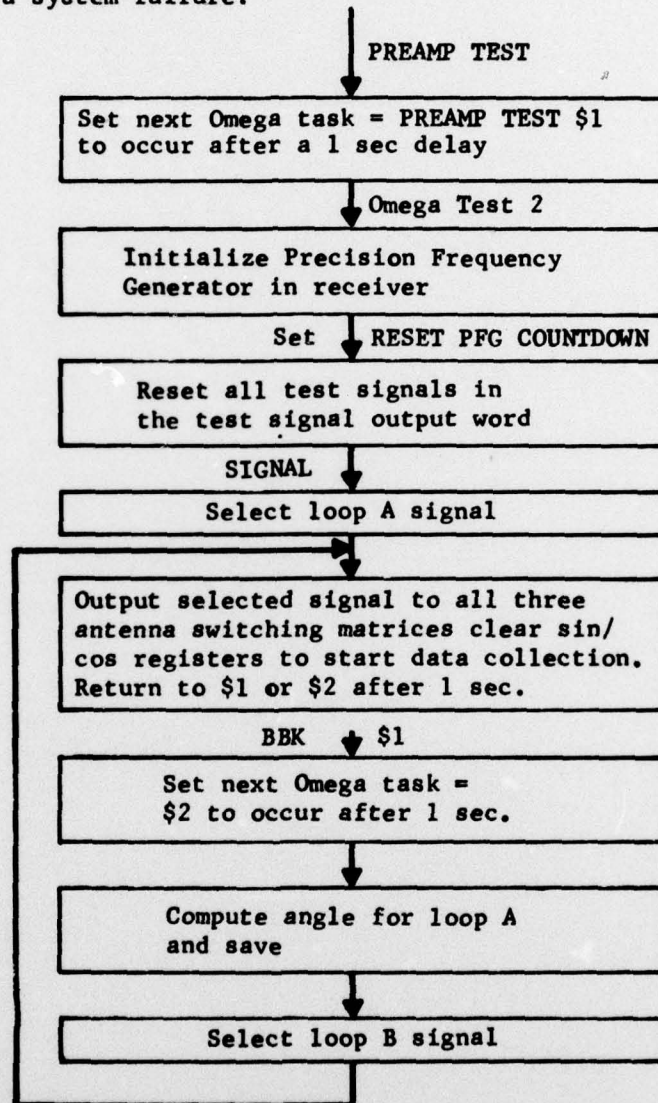 a system failure.
PREAMP TEST
Set next Omega task = PREAMP TEST $1
to occur after a 1 sec delay
Omega Test 2
Initialize Precision Frequency
Generator in receiver
Set RESET PFG COUNTDOWN
Reset all test signals in
the test signal output word
SIGNAL
Select loop A signal
Output selected signal to all three
antenna switching matrices clear sin/
cos registers to start data collection.
Return to $1 or $2 after 1 sec.
BBK $1
Set next Omega task =
$2 to occur after 1 sec.
Compute angle for loop A
and save
Select loop B signal